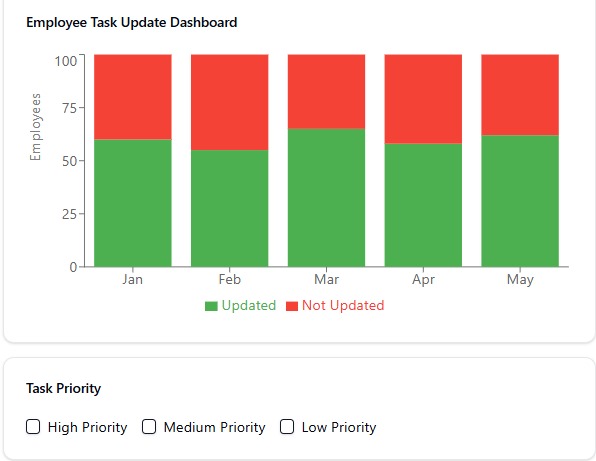 Employee Task Update Dashboard
100
75
50
25
0
Employees
Jan Feb Mar Apr May
Updated Not Updated
Task Priority
High Priority Medium Priority Low Priority